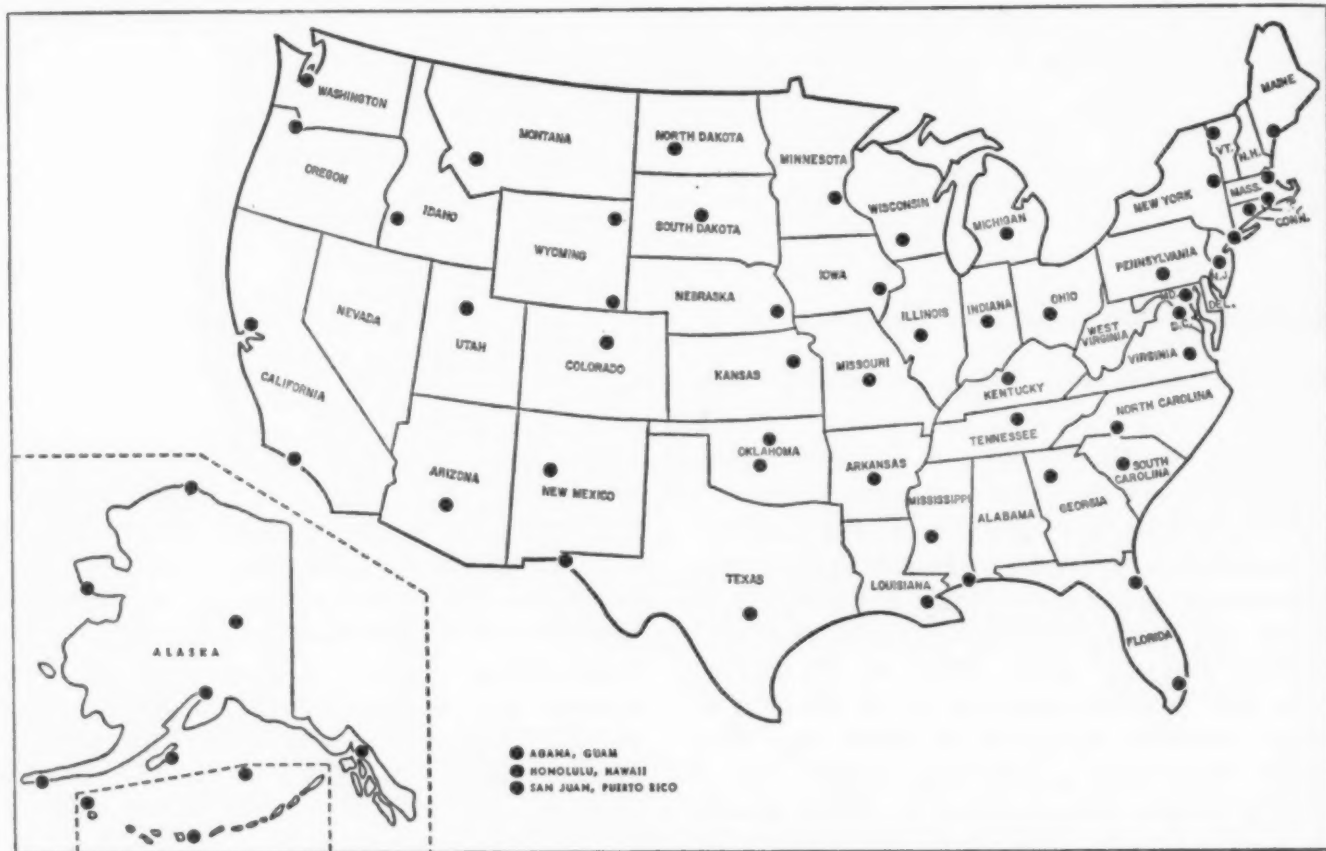 WASHINGTON
MONTANA
NORTH DAKOTA
MINNESOTA
MAINE
VT.
N.H.
OREGON
IDAHO
WYOMING
SOUTH DAKOTA
WISCONSIN
MICHIGAN
NEW YORK
MASS.
CONN.
IOWA
PENNSYLVANIA
N.J.
NEVADA
UTAH
COLORADO
NEBRASKA
ILLINOIS
INDIANA
OHIO
MD.
DEL.
D.C.
WEST
VIRGINIA
VIRGINIA
CALIFORNIA
KANSAS
MISSOURI
KENTUCKY
NORTH CAROLINA
TENNESSEE
ARIZONA
NEW MEXICO
OKLAHOMA
ARKANSAS
SOUTH
CAROLINA
MISSISSIPPI
ALABAMA
GEORGIA
TEXAS
LOUISIANA
FLORIDA
ALASKA
AGANA, GUAM
HONOLULU, HAWAII
SAN JUAN, PUERTO RICO